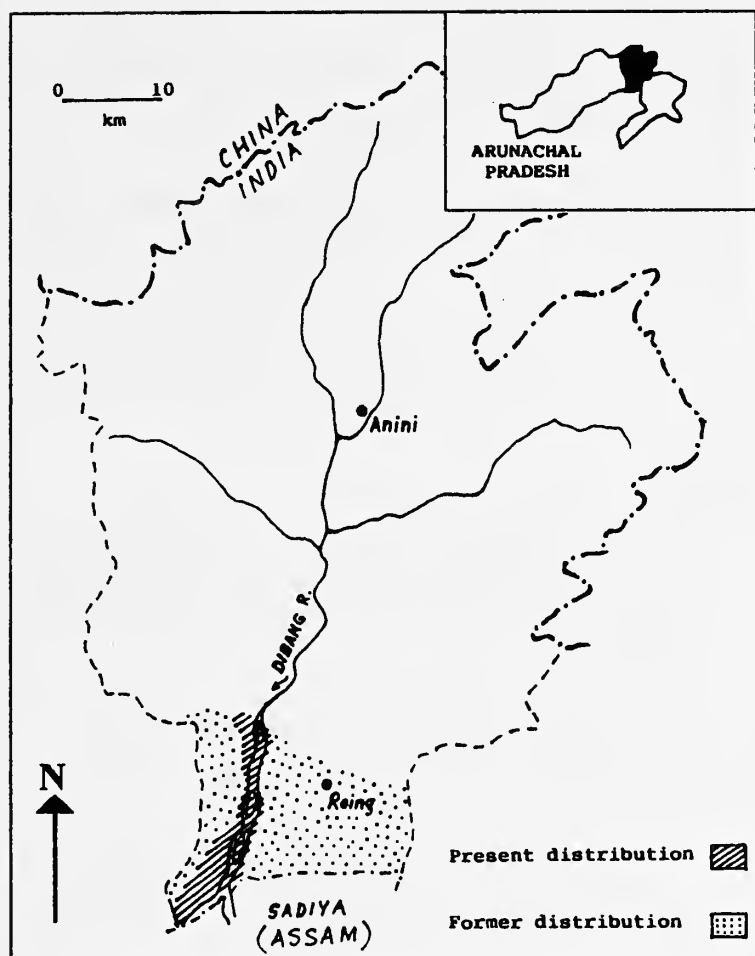 0 10
km
CHINA
INDIA
ARUNACHAL
PRADESH
Anini
DIBANG R.
N
Roing
Present distribution
SADIYA
(ASSAM)
Former distribution